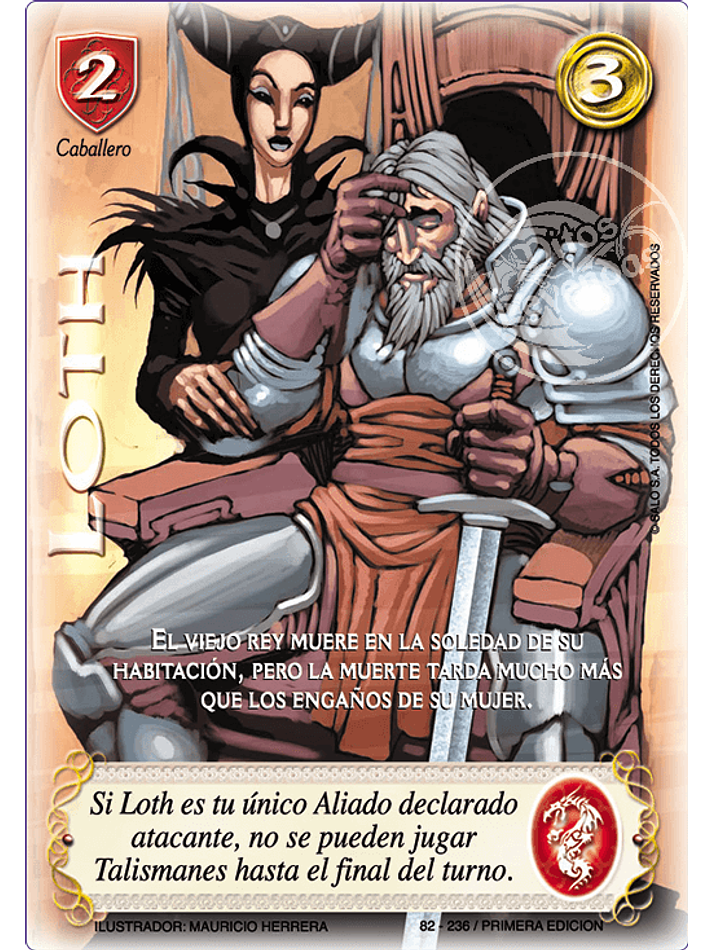 2
3
Caballero
LOTH
mitos
© SALO S.A. TODOS LOS DERECHOS RESERVADOS
EL VIEJO REY MUERE EN LA SOLEDAD DE SU
HABITACIÓN, PERO LA MUERTE TARDA MUCHO MÁS
QUE LOS ENGAÑOS DE SU MUJER.
Si Loth es tu único Aliado declarado
atacante, no se pueden jugar
Talismanes hasta el final del turno.
ILUSTRADOR: MAURICIO HERRERA
82 - 236 / PRIMERA EDICION